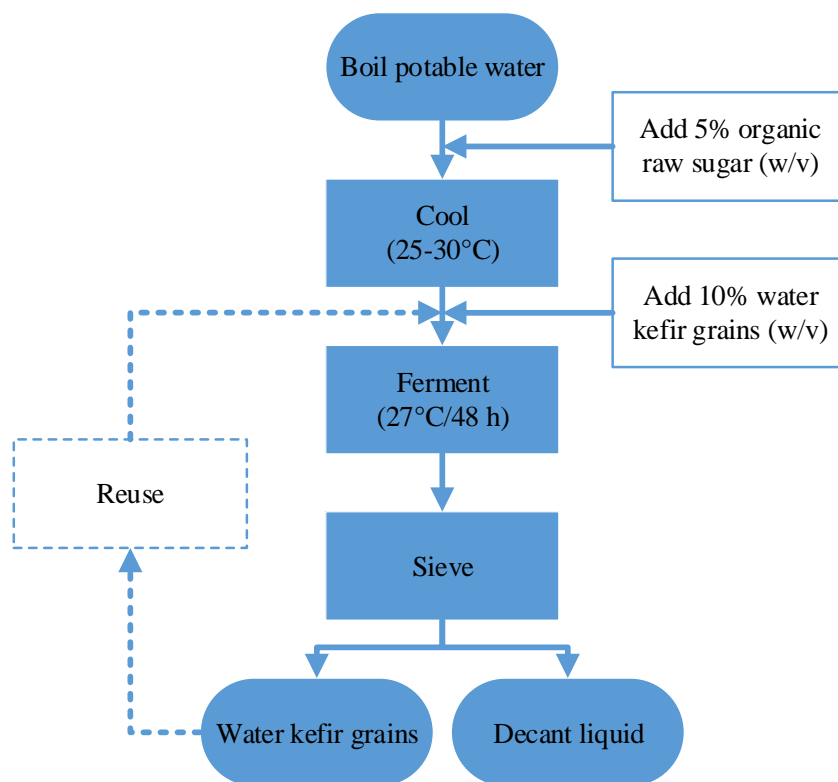 Boil potable water
Add 5% organic
raw sugar (w/v)
Cool
(25-30°C)
Add 10% water
kefir grains (w/v)
Ferment
(27°C/48 h)
Reuse
Sieve
Water kefir grains
Decant liquid